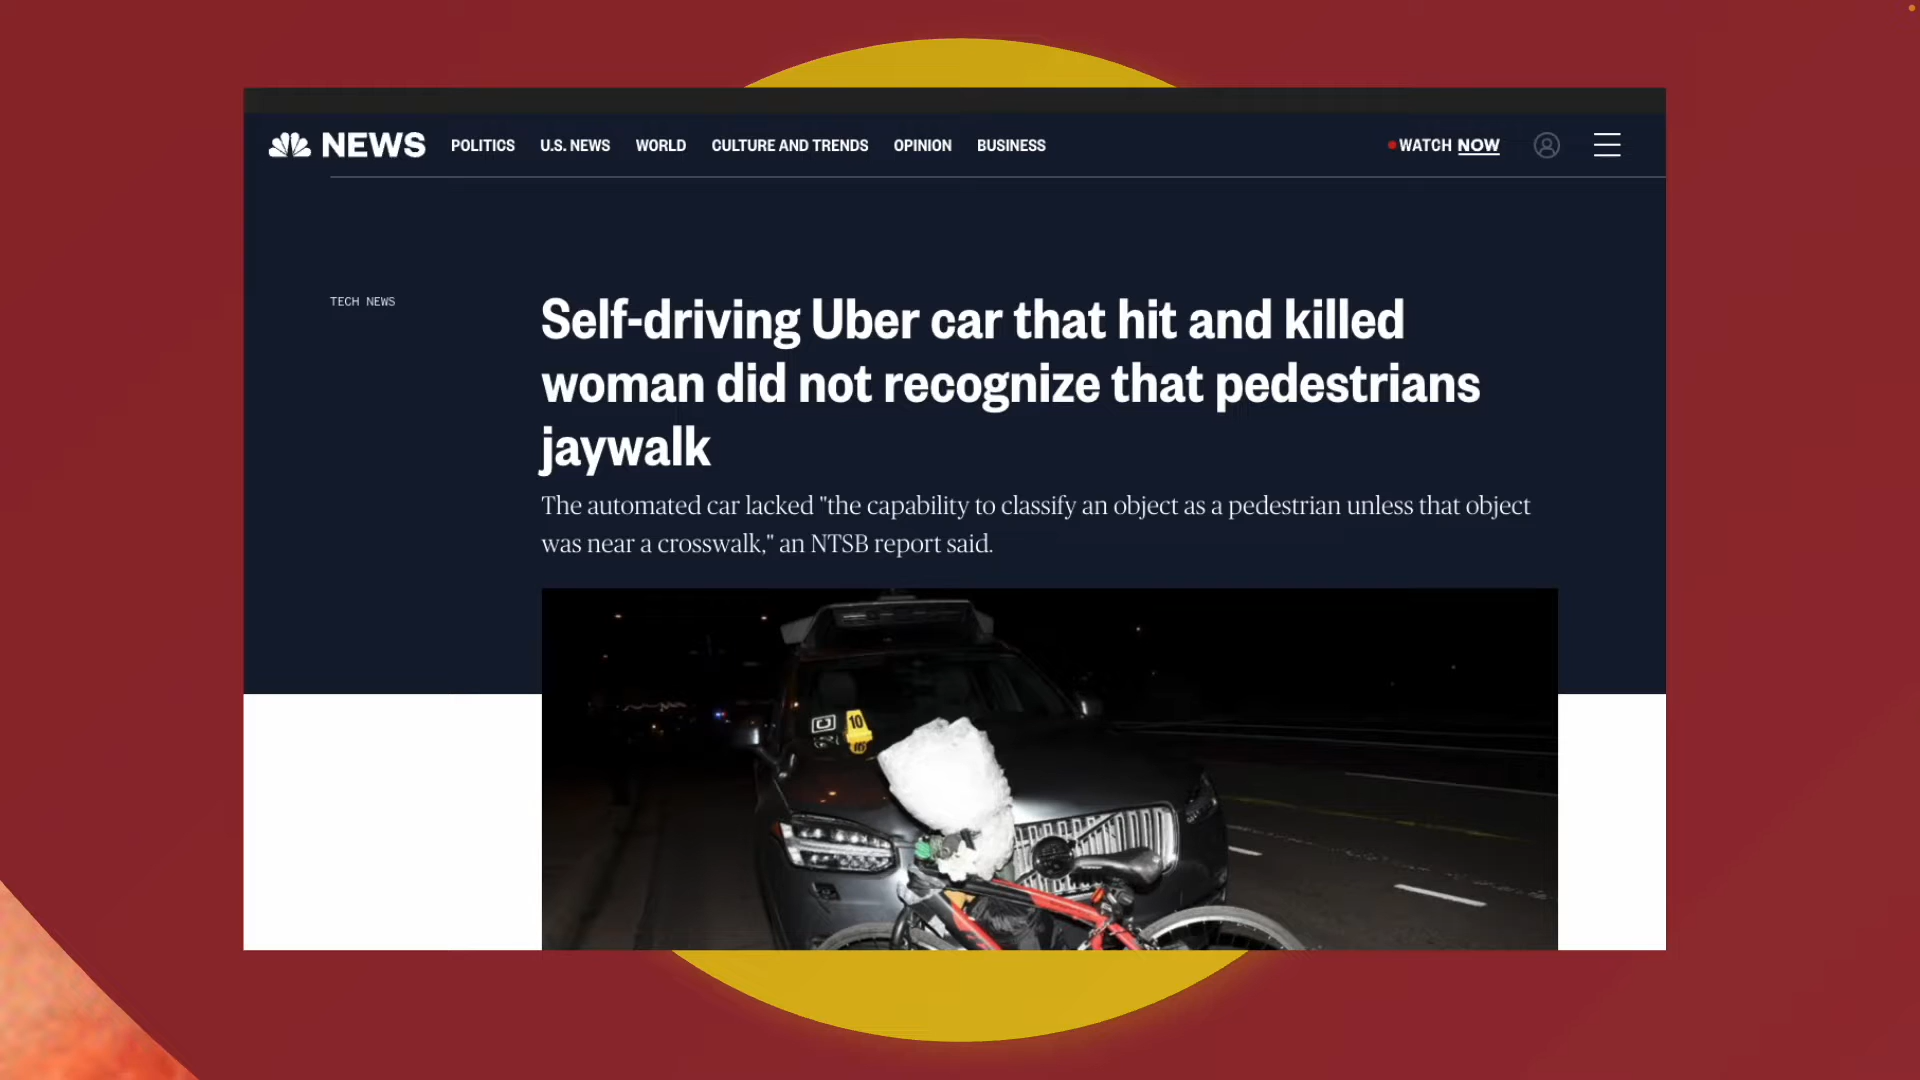 NEWS POLITICS U.S. NEWS WORLD CULTURE AND TRENDS OPINION BUSINESS WATCH NOW
TECH NEWS
Self-driving Uber car that hit and killed
woman did not recognize that pedestrians
jaywalk
The automated car lacked "the capability to classify an object as a pedestrian unless that object
was near a crosswalk," an NTSB report said.
10